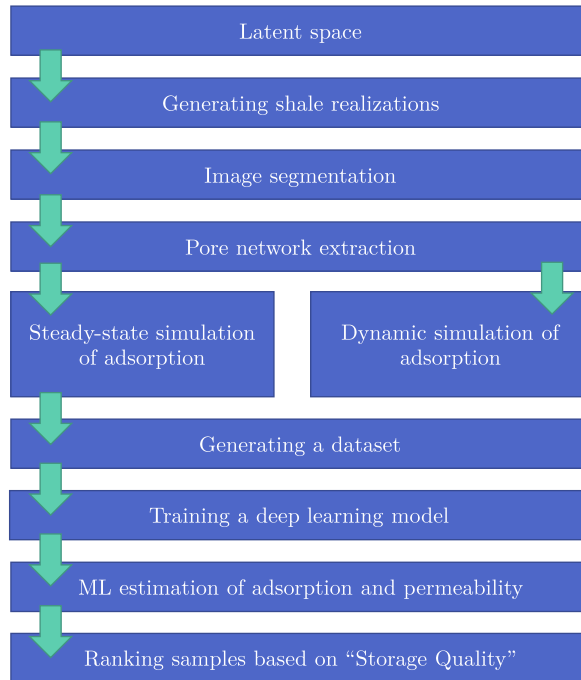 Latent space
Generating shale realizations
Image segmentation
Pore network extraction
Steady-state simulation
of adsorption
Dynamic simulation of
adsorption
Generating a dataset
Training a deep learning model
ML estimation of adsorption and permeability
Ranking samples based on “Storage Quality”